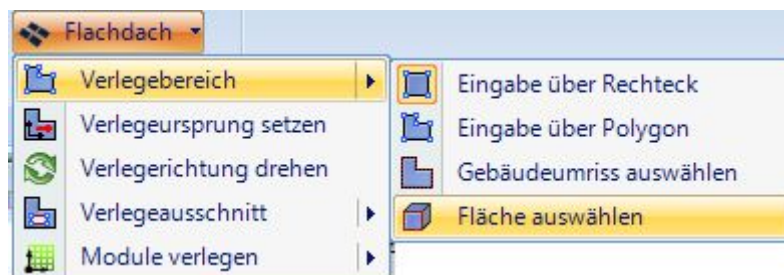 Flachdach
Verlegebereich
Verlegeursprung setzen
Verlegerichtung drehen
Verlegeausschnitt
Module verlegen
Eingabe über Rechteck
Eingabe über Polygon
Gebäudeumriss auswählen
Fläche auswählen